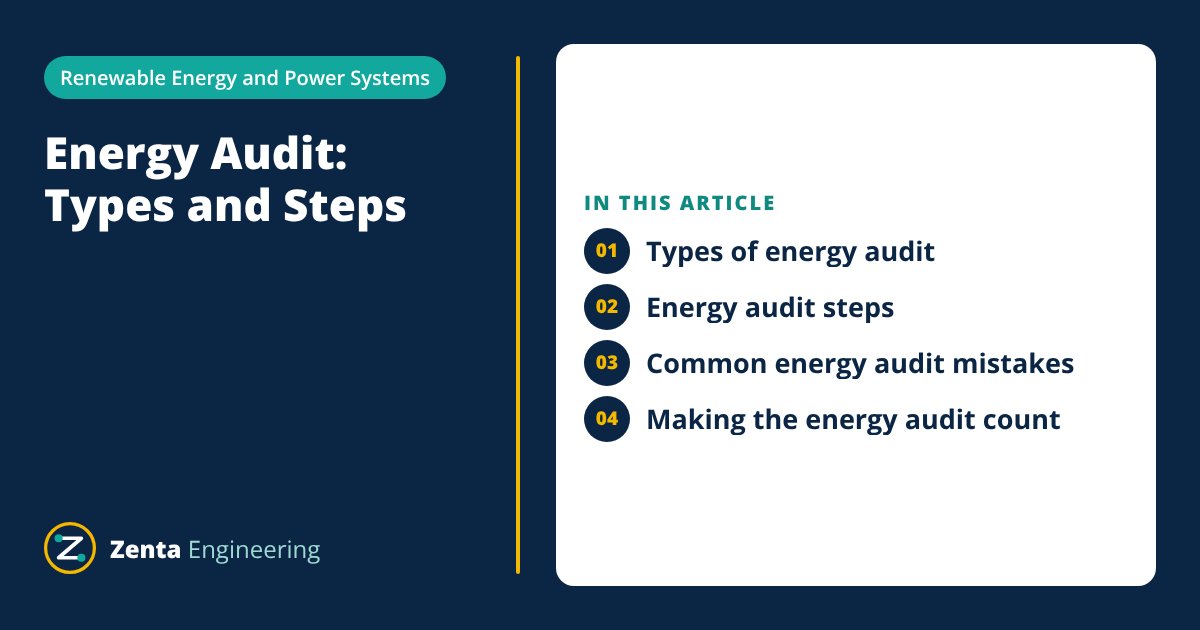 Renewable Energy and Power Systems
Energy Audit:
Types and Steps
Zenta Engineering
IN THIS ARTICLE
01 Types of energy audit
02 Energy audit steps
03 Common energy audit mistakes
04 Making the energy audit count